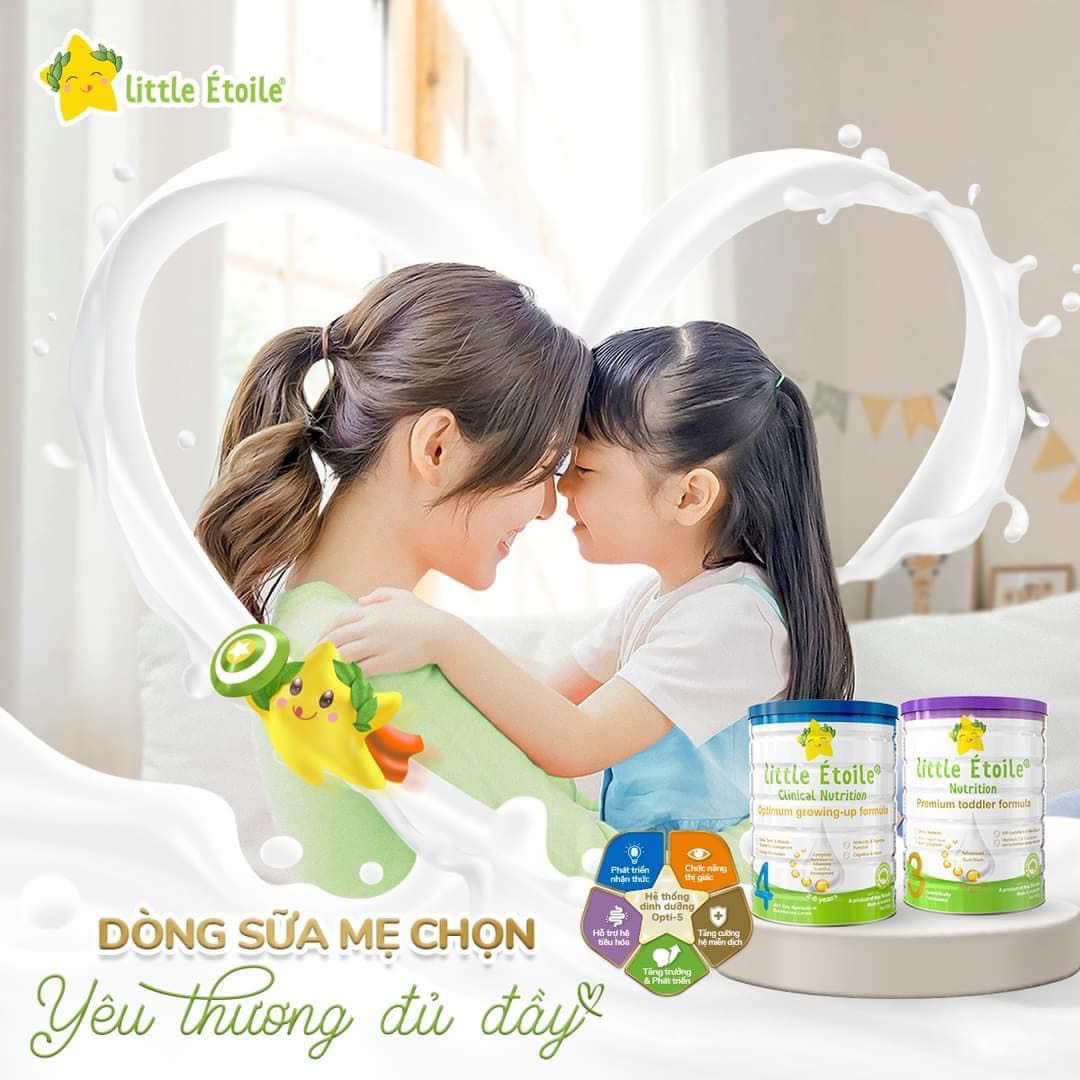 little Étoile®
little Étoile®
Clinical Nutrition
Optimum growing-up formula
4
little Étoile®
Nutrition
Premium toddler formula
3
Phát triển
nhận thức
Chức năng
thị giác
Hệ thống
dinh dưỡng
Opti-5
Hỗ trợ hệ
tiêu hóa
Tăng cường
hệ miễn dịch
Tăng trưởng
& Phát triển
DÒNG SỮA MẸ CHỌN
Yêu thương đủ đầy